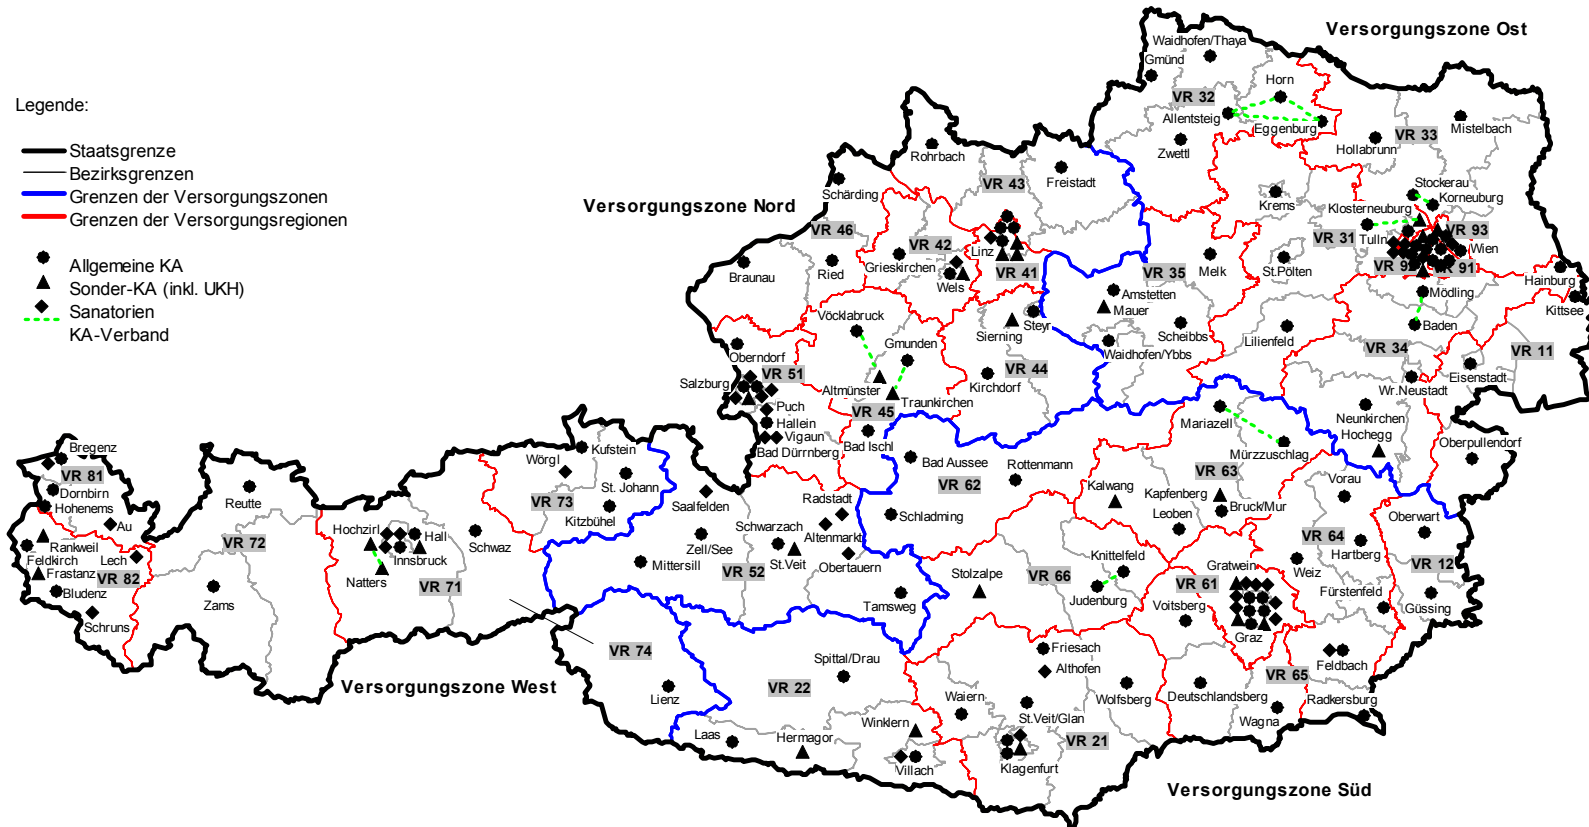 Versorgungszone Ost
Waidhofen/Thaya
Gmünd
Horn
VR 32
Allentsteig
Eggenburg
Mistelbach
VR 33
Hollabrunn
Zwettl
Legende:
Staatsgrenze
Bezirksgrenzen
Grenzen der Versorgungszonen
Grenzen der Versorgungsregionen
Allgemeine KA
Sonder-KA (inkl. UKH)
Sanatorien
KA-Verband
Versorgungszone Nord
Rohrbach
Schärding
VR 43
Freistadt
Krems
Stockerau
Korneuburg
Klosterneuburg
VR 31
Tulln
VR 93
Wien
VR 9
VR 91
VR 46
VR 42
Braunau
Ried
Grieskirchen
Linz
VR 41
Wels
VR 35
Melk
St.Pölten
Hainburg
Kittsee
Mödling
Amstetten
Mauer
Vöcklabruck
Steyr
Sierning
Scheibbs
Baden
Waidhofen/Ybbs
Lilienfeld
VR 34
VR 11
Oberndorf
VR 51
Gmunden
Salzburg
Altmünster
Kirchdorf
VR 44
Eisenstadt
Wr.Neustadt
Puch
Traunkirchen
Hallein
VR 45
Vigaun
Bad Ischl
Bad Dürrnberg
Mariazell
Neunkirchen
Hochegg
Mürzzuschlag
Oberpullendorf
Bregenz
VR 81
Dornbirn
Hohenems
Au
Reutte
Kufstein
Wörgl
St. Johann
VR 73
Kitzbühel
Saalfelden
Bad Aussee
Rottenmann
VR 62
VR 63
Kalwang
Kapfenberg
Vorau
Radstadt
Schladming
Leoben
Bruck/Mur
Oberwart
Rankweil
Feldkirch
Frastanz
Lech
VR 82
Bludenz
Schruns
VR 72
Zams
Hochzirl
Hall
Innsbruck
Natters
VR 71
Schwaz
Zell/See
Mittersill
VR 52
Schwarzach
St.Veit
Altenmarkt
Obertauern
Tamsweg
Stolzalpe
VR 66
Knittelfeld
Judenburg
VR 61
Gratwein
VR 64
Hartberg
Weiz
VR 12
Voitsberg
Fürstenfeld
Güssing
Graz
Versorgungszone West
VR 74
Lienz
VR 22
Spittal/Drau
Friesach
Althofen
Feldbach
VR 65
Deutschlandsberg
Wagna
Radkersburg
Waiern
St.Veit/Glan
Wolfsberg
Winklern
Laas
Hermagor
Villach
Klagenfurt
VR 21
Versorgungszone Süd